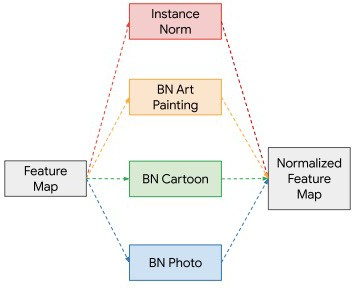 Instance
Norm
BN Art
Painting
Feature
Map
BN Cartoon
Normalized
Feature
Map
BN Photo